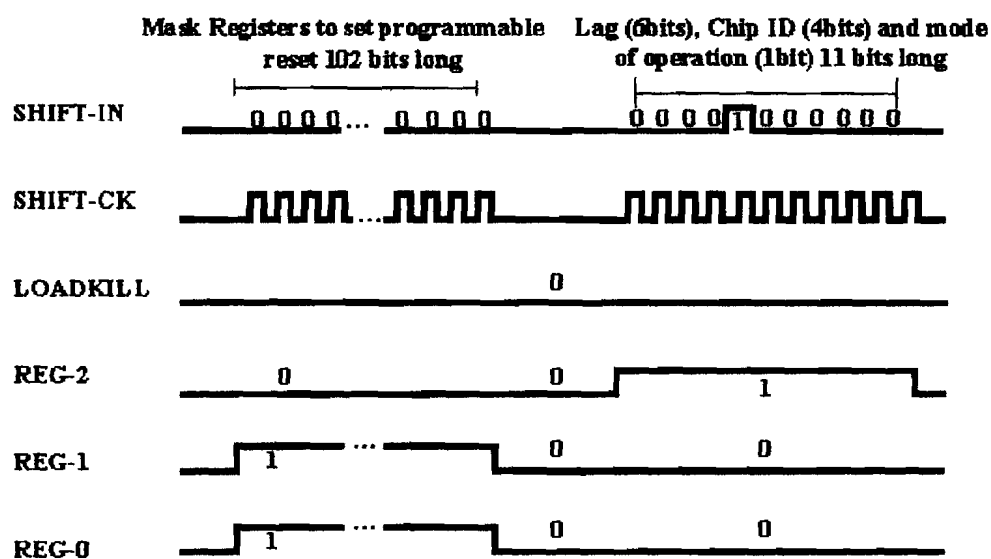 Mask Registers to set programmable reset 102 bits long
Lag (6bits), Chip ID (4bits) and mode of operation (1bit) 11 bits long
SHIFT-IN 0 0 0 0 ... 0 0 0 0 0 0 0 0 1 0 0 0 0 0 0
SHIFT-CK ...
LOADKILL 0
REG-2 0 0 1
REG-1 1 ... 0 0
REG-0 1 ... 0 0